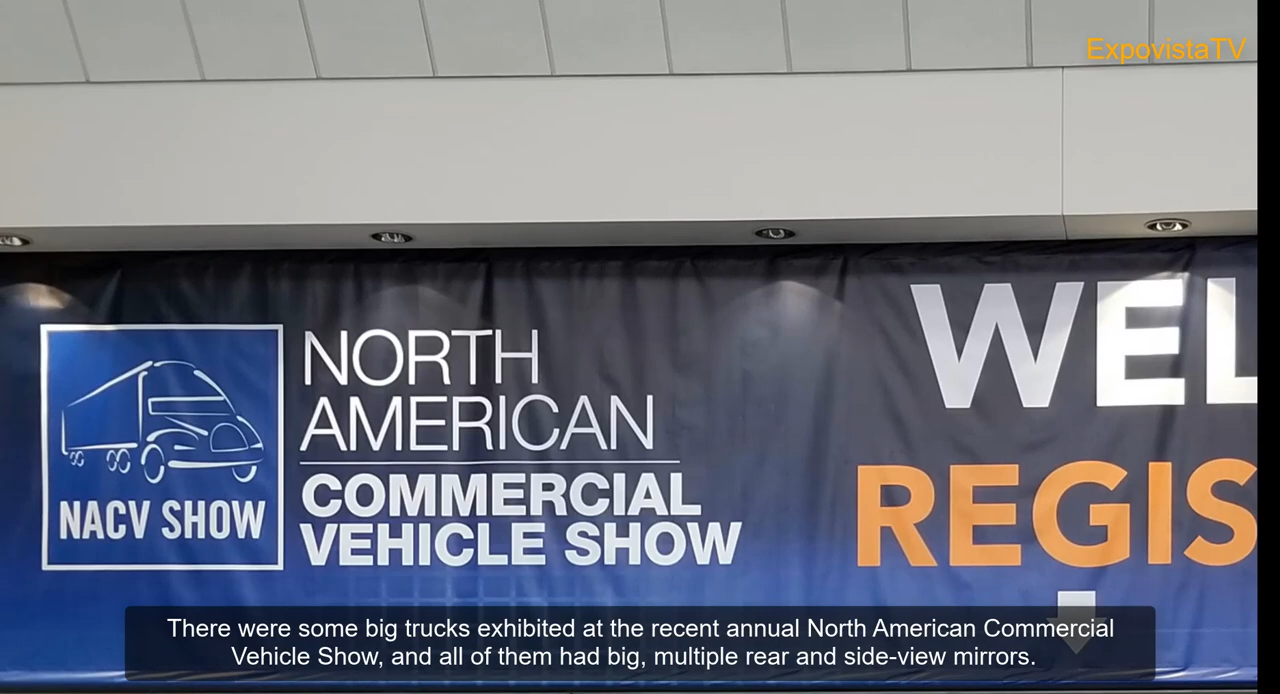 ExpovistaTV
WEL
NORTH
AMERICAN
COMMERCIAL
VEHICLE SHOW
NACV SHOW
REGIS
There were some big trucks exhibited at the recent annual North American Commercial
Vehicle Show, and all of them had big, multiple rear and side-view mirrors.